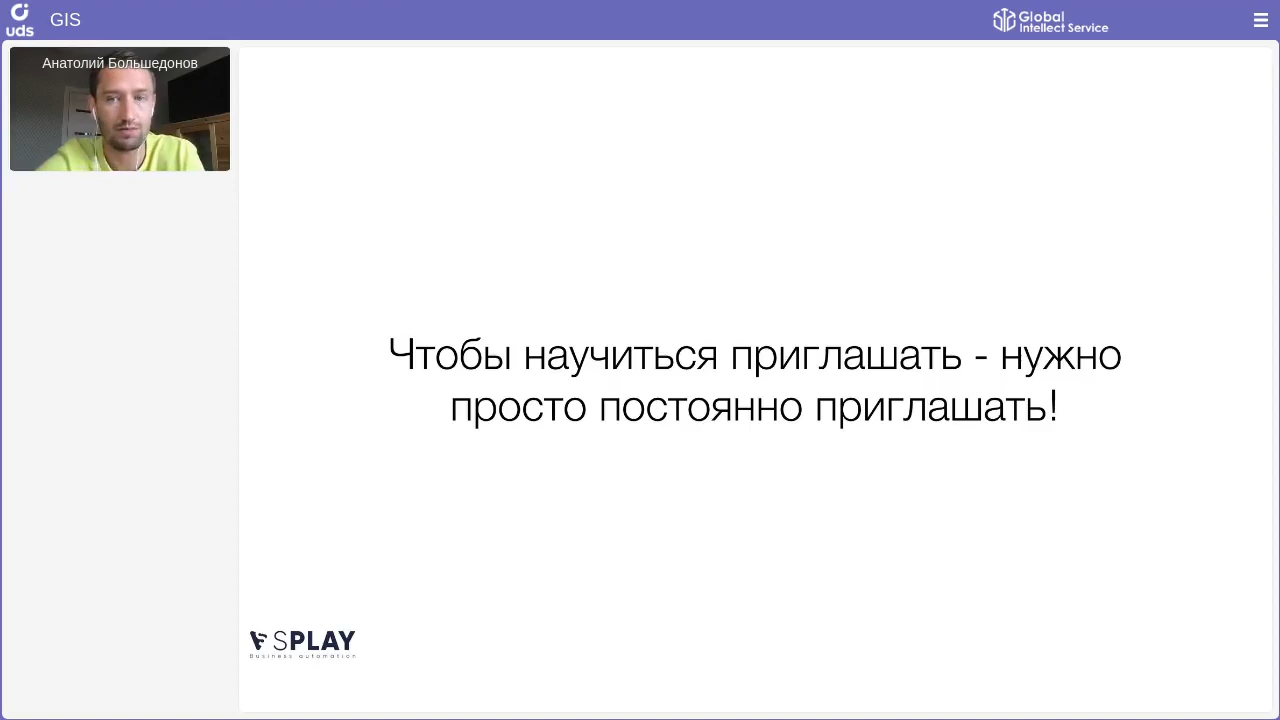 uds
GIS
Global
Intellect Service
Анатолий Большедонов
Чтобы научиться приглашать - нужно
просто постоянно приглашать!
SPLAY
Business automation